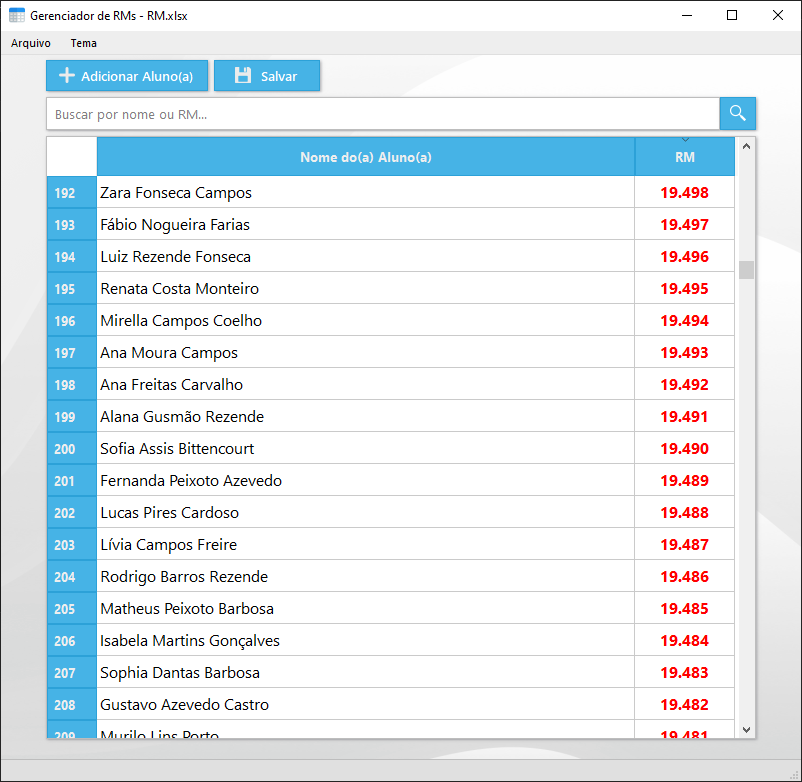 Gerenciador de RMs - RM.xlsx
Arquivo Tema
Adicionar Aluno(a) Salvar
Buscar por nome ou RM...
Nome do(a) Aluno(a) RM
192 Zara Fonseca Campos 19.498
193 Fábio Nogueira Farias 19.497
194 Luiz Rezende Fonseca 19.496
195 Renata Costa Monteiro 19.495
196 Mirella Campos Coelho 19.494
197 Ana Moura Campos 19.493
198 Ana Freitas Carvalho 19.492
199 Alana Gusmão Rezende 19.491
200 Sofia Assis Bittencourt 19.490
201 Fernanda Peixoto Azevedo 19.489
202 Lucas Pires Cardoso 19.488
203 Lívia Campos Freire 19.487
204 Rodrigo Barros Rezende 19.486
205 Matheus Peixoto Barbosa 19.485
206 Isabela Martins Gonçalves 19.484
207 Sophia Dantas Barbosa 19.483
208 Gustavo Azevedo Castro 19.482
209 Murilo Lins Porto 19.481